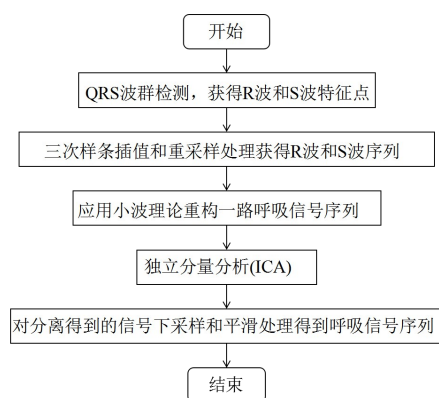 开始
QRS波群检测，获得R波和S波特征点
三次样条插值和重采样处理获得R波和S波序列
应用小波理论重构一路呼吸信号序列
独立分量分析(ICA)
对分离得到的信号下采样和平滑处理得到呼吸信号序列
结束